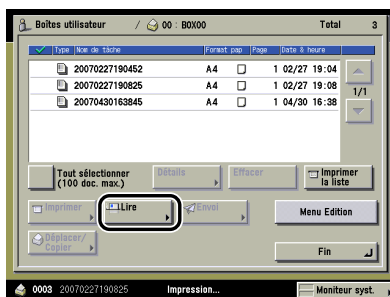 Boîtes utilisateur / 00 : BOX00 Total 3
Type Nom de tâche Format pap Page Date & heure
20070227190452 A4 1 02/27 19:04
20070227190825 A4 1 02/27 19:08
20070430163845 A4 1 04/30 16:38
1/1
Tout sélectionner (100 doc. max.) Détails Effacer Imprimer la liste
Imprimer Lire Envoi Menu Edition
Déplacer/ Copier Fin
0003 20070227190825 Impression... Moniteur syst.